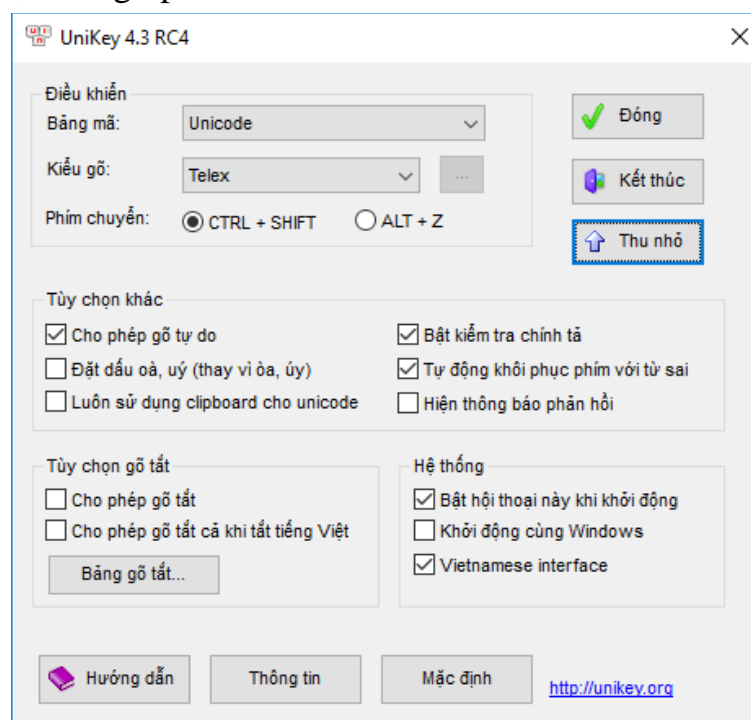 UniKey 4.3 RC4
Điều khiển
Bảng mã: Unicode
Đóng
Kiểu gõ: Telex ...
Kết thúc
Phím chuyển: CTRL + SHIFT ALT + Z
Thu nhỏ
Tùy chọn khác
Cho phép gõ tự do
Bật kiểm tra chính tả
Đặt dấu oà, uý (thay vì òa, úy)
Tự động khôi phục phím với từ sai
Luôn sử dụng clipboard cho unicode
Hiện thông báo phản hồi
Tùy chọn gõ tắt
Cho phép gõ tắt
Cho phép gõ tắt cả khi tắt tiếng Việt
Bảng gõ tắt...
Hệ thống
Bật hội thoại này khi khởi động
Khởi động cùng Windows
Vietnamese interface
Hướng dẫn
Thông tin
Mặc định
http://unikey.org